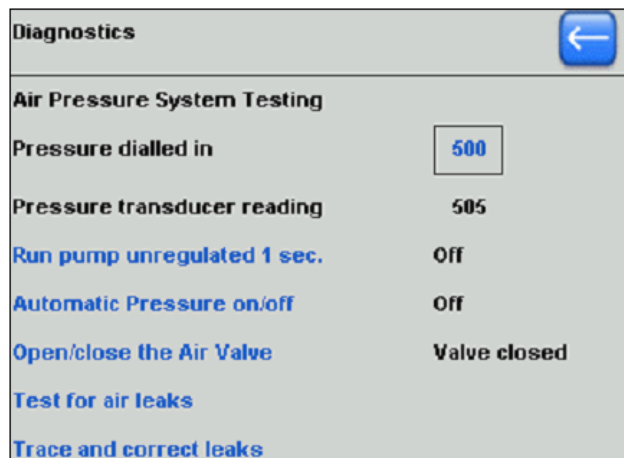 Diagnostics
Air Pressure System Testing
Pressure dialled in 500
Pressure transducer reading 505
Run pump unregulated 1 sec. Off
Automatic Pressure on/off Off
Open/close the Air Valve Valve closed
Test for air leaks
Trace and correct leaks